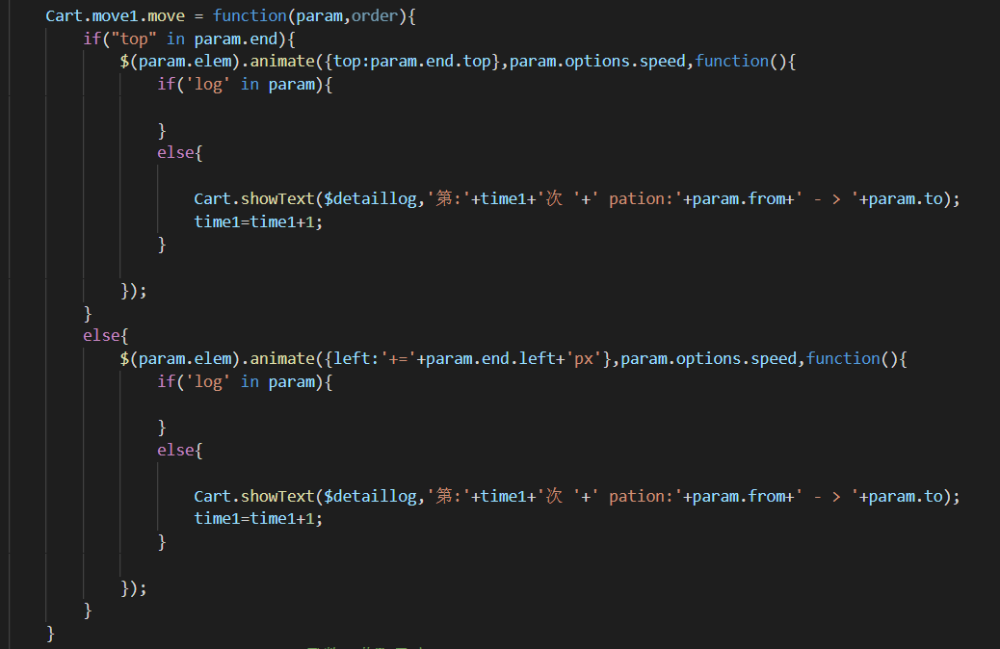 Cart.move1.move = function(param,order){
if("top" in param.end){
$(param.elem).animate({top:param.end.top},param.options.speed,function(){
if('log' in param){
}
else{
Cart.showText($detaillog,'第:'+time1+'次 '+' pation:'+param.from+' - > '+param.to);
time1=time1+1;
}
});
}
else{
$(param.elem).animate({left:'+='+param.end.left+'px'},param.options.speed,function(){
if('log' in param){
}
else{
Cart.showText($detaillog,'第:'+time1+'次 '+' pation:'+param.from+' - > '+param.to);
time1=time1+1;
}
});
}
}